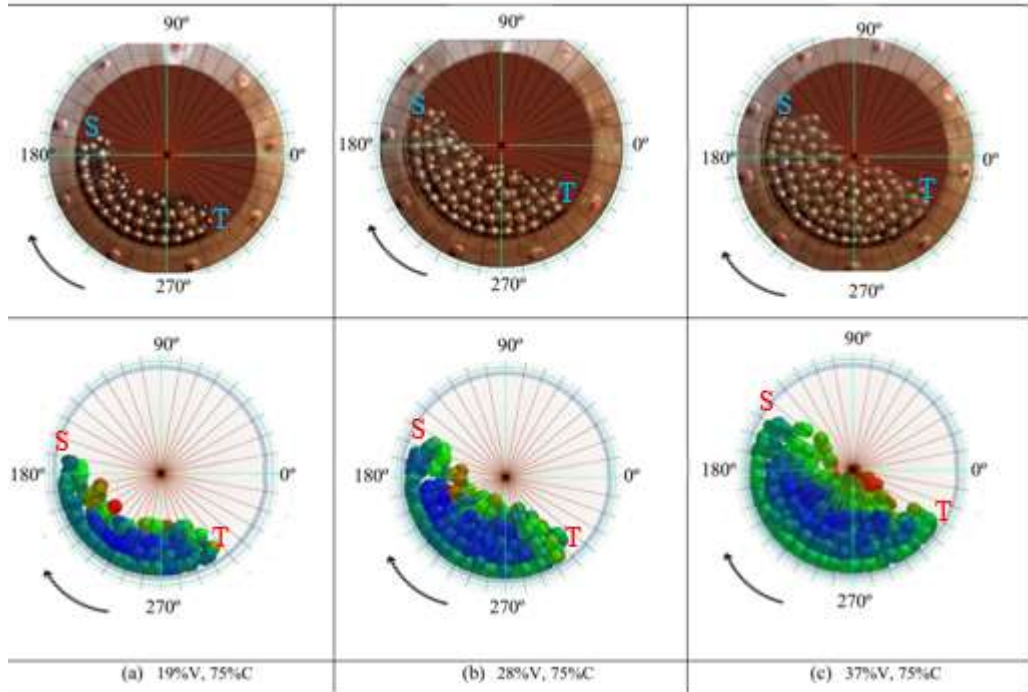 90º
S
180º
0º
T
270º
90º
S
180º
0º
T
270º
90º
S
180º
0º
T
270º
90º
S
180º
0º
T
270º
90º
S
180º
0º
T
270º
90º
S
180º
0º
T
270º
(a) 19%V, 75%C
(b) 28%V, 75%C
(c) 37%V, 75%C